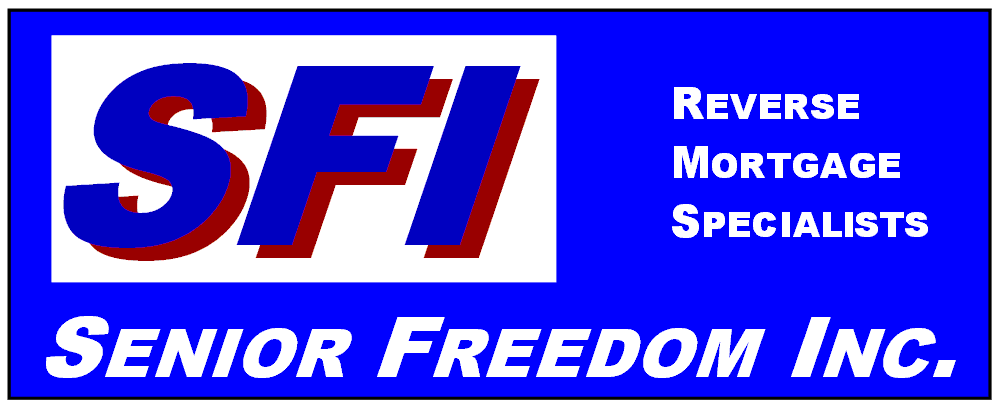 SFI
REVERSE
MORTGAGE
SPECIALISTS
SENIOR FREEDOM INC.